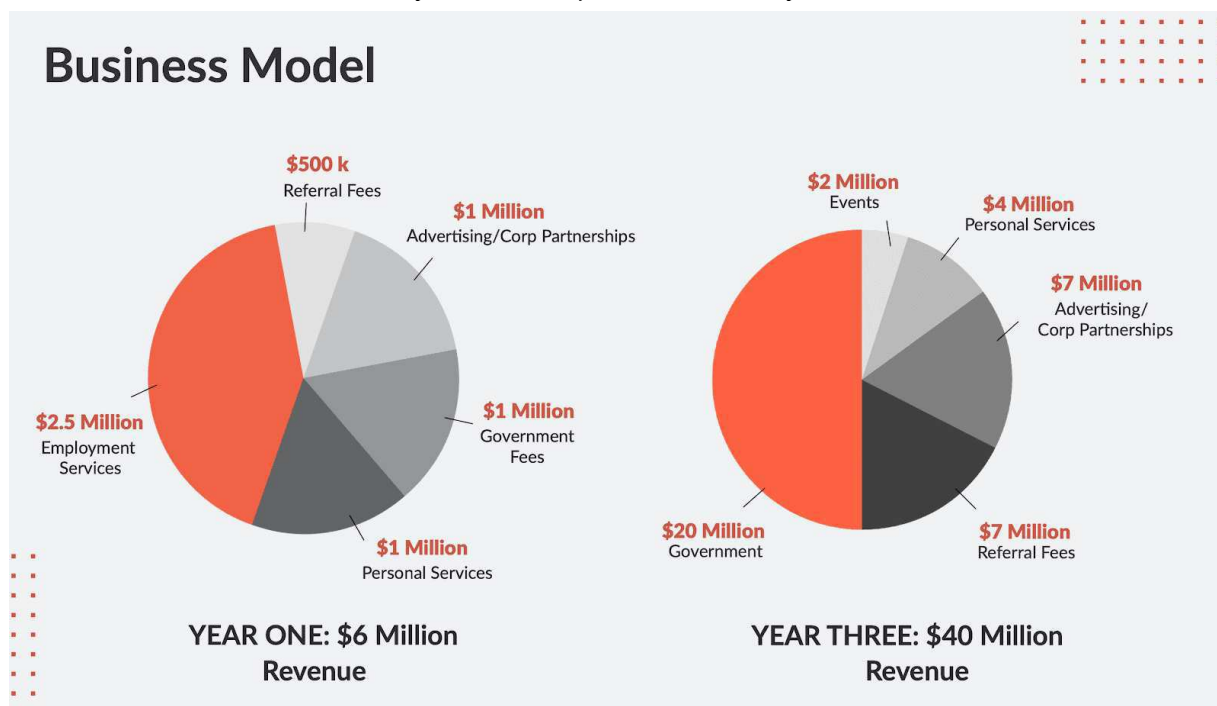 Business Model
$500 k
Referral Fees
$1 Million
Advertising/Corp Partnerships
$1 Million
Government
Fees
$1 Million
Personal Services
$2.5 Million
Employment
Services
YEAR ONE: $6 Million
Revenue
$2 Million
Events
$4 Million
Personal Services
$7 Million
Advertising/
Corp Partnerships
$7 Million
Referral Fees
$20 Million
Government
YEAR THREE: $40 Million
Revenue